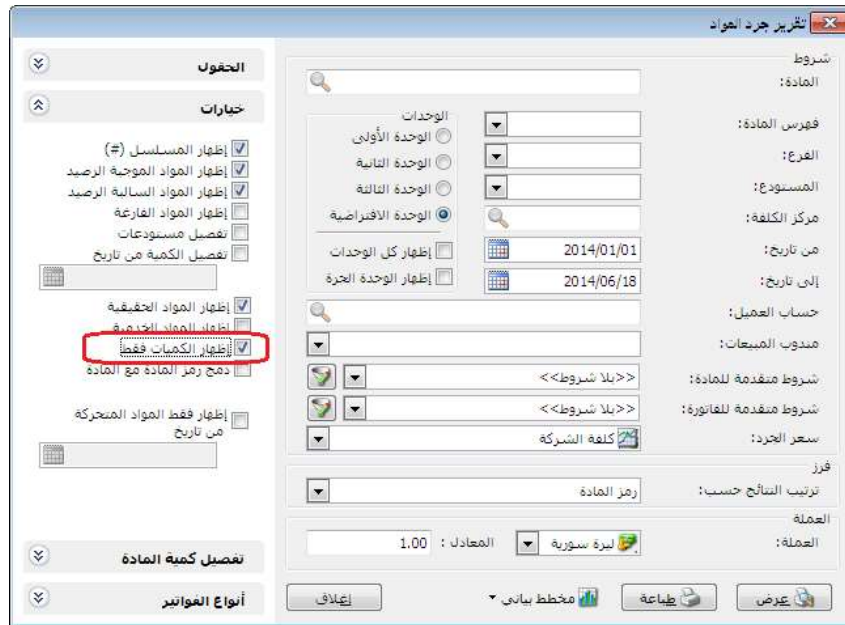 تقرير جرد المواد
شروط
المادة:
فهرس المادة:
الفرع:
المستودع:
مركز الكلفة:
من تاريخ: 2014/01/01
إلى تاريخ: 2014/06/18
حساب العميل:
مندوب المبيعات:
شروط متقدمة للمادة: <<بلا شروط>>
شروط متقدمة للفاتورة: <<بلا شروط>>
سعر الجرد: كلفة الشركة
الوحدات
الوحدة الأولى
الوحدة الثانية
الوحدة الثالثة
الوحدة الافتراضية
إظهار كل الوحدات
إظهار الوحدة الحرة
فرز
ترتيب النتائج حسب: رمز المادة
العملة
العملة: ليرة سورية المعادل : 1.00
عرض طباعة مخطط بياني إغلاق
الحقول
خيارات
إظهار المسلسل (#)
إظهار المواد الموجبة الرصيد
إظهار المواد السالبة الرصيد
إظهار المواد الفارغة
تفصيل مستودعات
تفصيل الكمية من تاريخ
إظهار المواد الحقيقية
إظهار المواد الخدمية
إظهار الكميات فقط
دمج رمز المادة مع المادة
إظهار فقط المواد المتحركة
من تاريخ
تفصيل كمية المادة
أنواع الفواتير